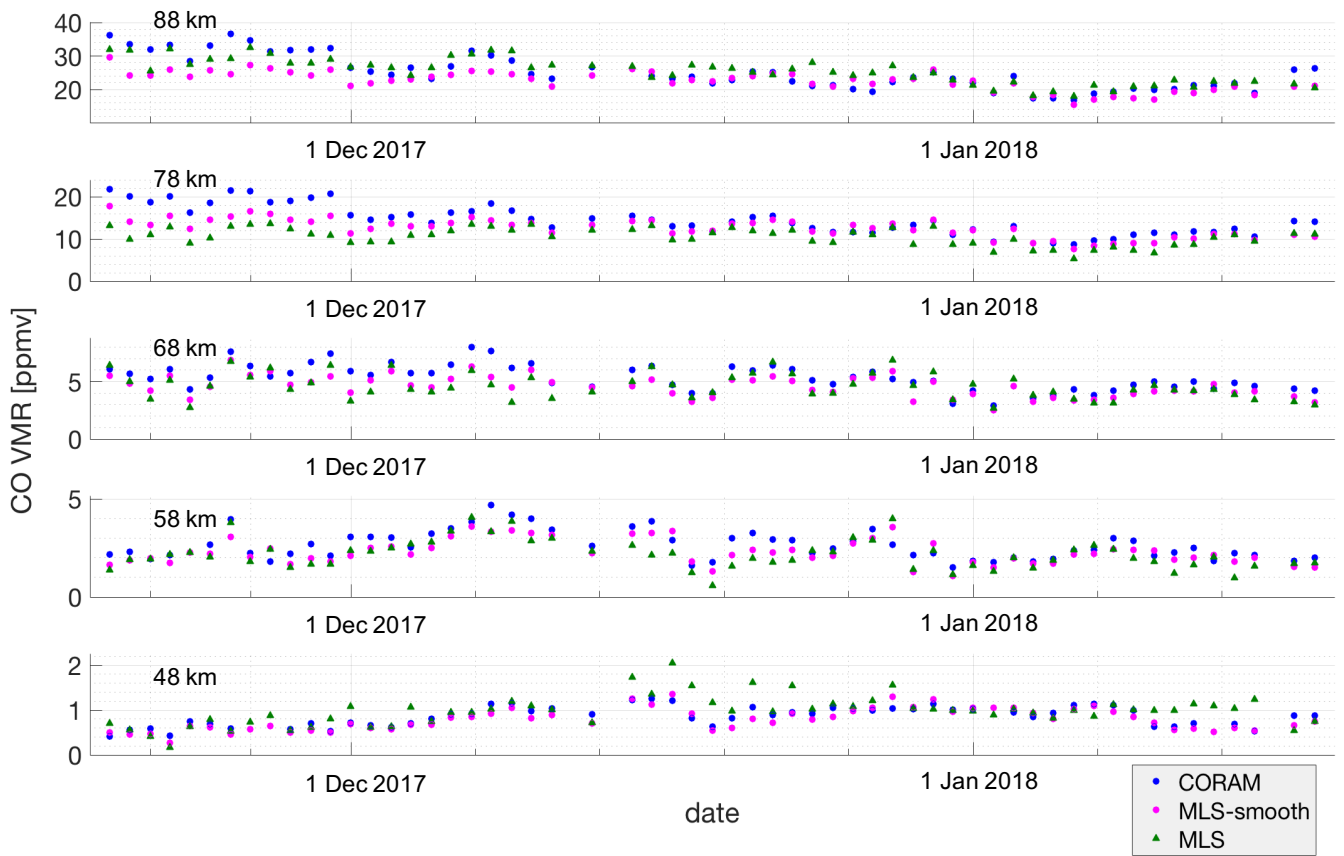 88 km
40
30
20
1 Dec 2017
1 Jan 2018
78 km
20
10
0
1 Dec 2017
1 Jan 2018
68 km
5
0
1 Dec 2017
1 Jan 2018
58 km
5
0
1 Dec 2017
1 Jan 2018
48 km
2
1
0
1 Dec 2017
1 Jan 2018
CO VMR [ppmv]
date
CORAM
MLS-smooth
MLS